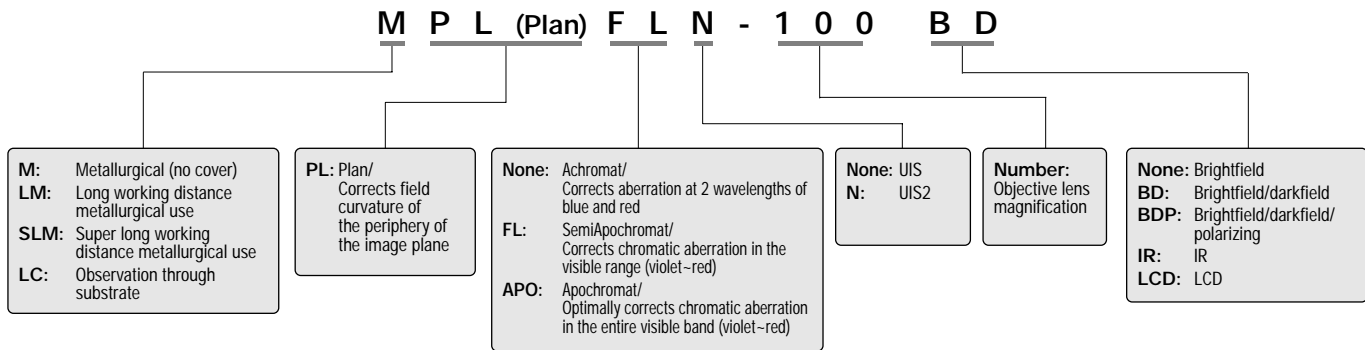 M PL (Plan) FL N - 100 BD
M: Metallurgical (no cover)
LM: Long working distance
metallurgical use
SLM: Super long working
distance metallurgical use
LC: Observation through
substrate
PL: Plan/
Corrects field
curvature of
the periphery of
the image plane
None: Achromat/
Corrects aberration at 2 wavelengths of
blue and red
FL: SemiApochromat/
Corrects chromatic aberration in the
visible range (violet~red)
APO: Apochromat/
Optimally corrects chromatic aberration
in the entire visible band (violet~red)
None: UIS
N: UIS2
Number:
Objective lens
magnification
None: Brightfield
BD: Brightfield/darkfield
BDP: Brightfield/darkfield/
polarizing
IR: IR
LCD: LCD